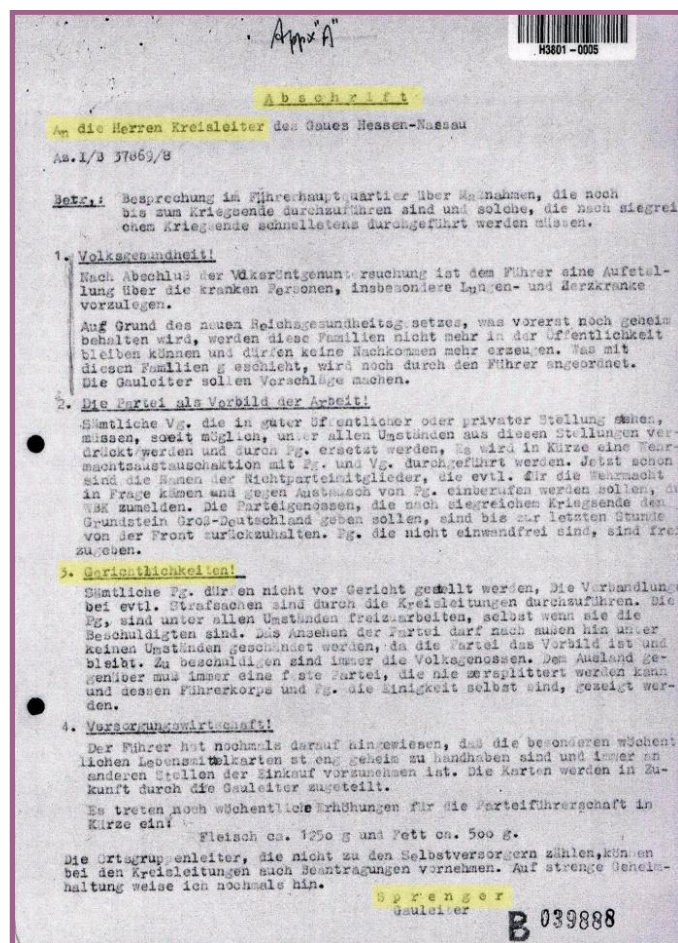 Appx "A"
H3801-0005
Abschrift
An die Herren Kreisleiter des Gaues Hessen-Nassau
Az.I/B 37869/8
Betr.: Besprechung im Führerhauptquartier über Maßnahmen, die noch
bis zum Kriegsende durchzuführen sind und solche, die nach siegrei
chem Kriegsende schnellstens durchgeführt werden müssen.
1. Volksgesundheit!
Nach Abschluß der Volksröntgenuntersuchung ist dem Führer eine Aufstel-
lung über die kranken Personen, insbesondere Lungen- und Herzkranke
vorzulegen.
Auf Grund des neuen Reichsgesundheitsgesetzes, was vorerst noch geheim
behalten wird, werden diese Familien nicht mehr in der Öffentlichkeit
bleiben können und dürfen keine Nachkommen mehr erzeugen. Was mit
diesen Familien g eschieht, wird noch durch den Führer angeordnet.
Die Gauleiter sollen Vorschläge machen.
2. Die Partei als Vorbild der Arbeit!
Sämtliche Vg. die in guter öffentlicher oder privater Stellung stehen,
müssen, soweit möglich, unter allen Umständen aus diesen Stellungen ver-
drückt werden und durch Pg. ersetzt werden, Es wird in Kürze eine Wehr-
machtsaustauschaktion mit Pg. und Vg. durchgeführt werden. Jetzt schon
sind die Namen der Nichtparteimitglieder, die evtl. für die Wehrmacht
in Frage kämen und gegen Austausch von Pg. einberufen werden sollen, d
WBK zumelden. Die Parteigenossen, die nach siegreichem Kriegsende den
Grundstein Groß-Deutschland geben sollen, sind bis zur letzten Stunde
von der Front zurückzuhalten. Pg. die nicht einwandfrei sind, sind frei
zugeben.
3. Gerichtlichkeiten!
Sämtliche Pg. dürfen nicht vor Gericht gestellt werden, Die Verhandlung
bei evtl. Strafsachen sind durch die Kreisleitungen durchzuführen. Die
Pg, sind unter allen Umständen freizuarbeiten, selbst wenn sie die
Beschuldigten sind. Das Ansehen der Partei darf nach außen hin unter
keinen Umständen geschändet werden, da die Partei das Vorbild ist und
bleibt. Zu beschuldigen sind immer die Volksgenossen. Dem Ausland ge-
genüber muß immer eine feste Partei, die nie zersplittert werden kann
und dessen Führerkorps und Pg. die Einigkeit selbst sind, gezeigt wer-
den.
4. Versorgungswirtschaft!
Der Führer hat nochmals darauf hingewiesen, daß die besonderen wöchent
lichen Lebensmittelkarten streng geheim zu handhaben sind und immer an
anderen Stellen der Einkauf vorzunehmen ist. Die Karten werden in Zu-
kunft durch die Gauleiter zugeteilt.
Es treten noch wöchentliche Erhöhungen für die Parteiführerschaft in
Kürze ein:
Fleisch ca. 1250 g und Fett ca. 500 g.
Die Ortsgruppenleiter, die nicht zu den Selbstversorgern zählen,können
bei den Kreisleitungen auch Beantragungen vornehmen. Auf strenge Geheim-
haltung weise ich nochmals hin.
Sprenger
Gauleiter
B 039888